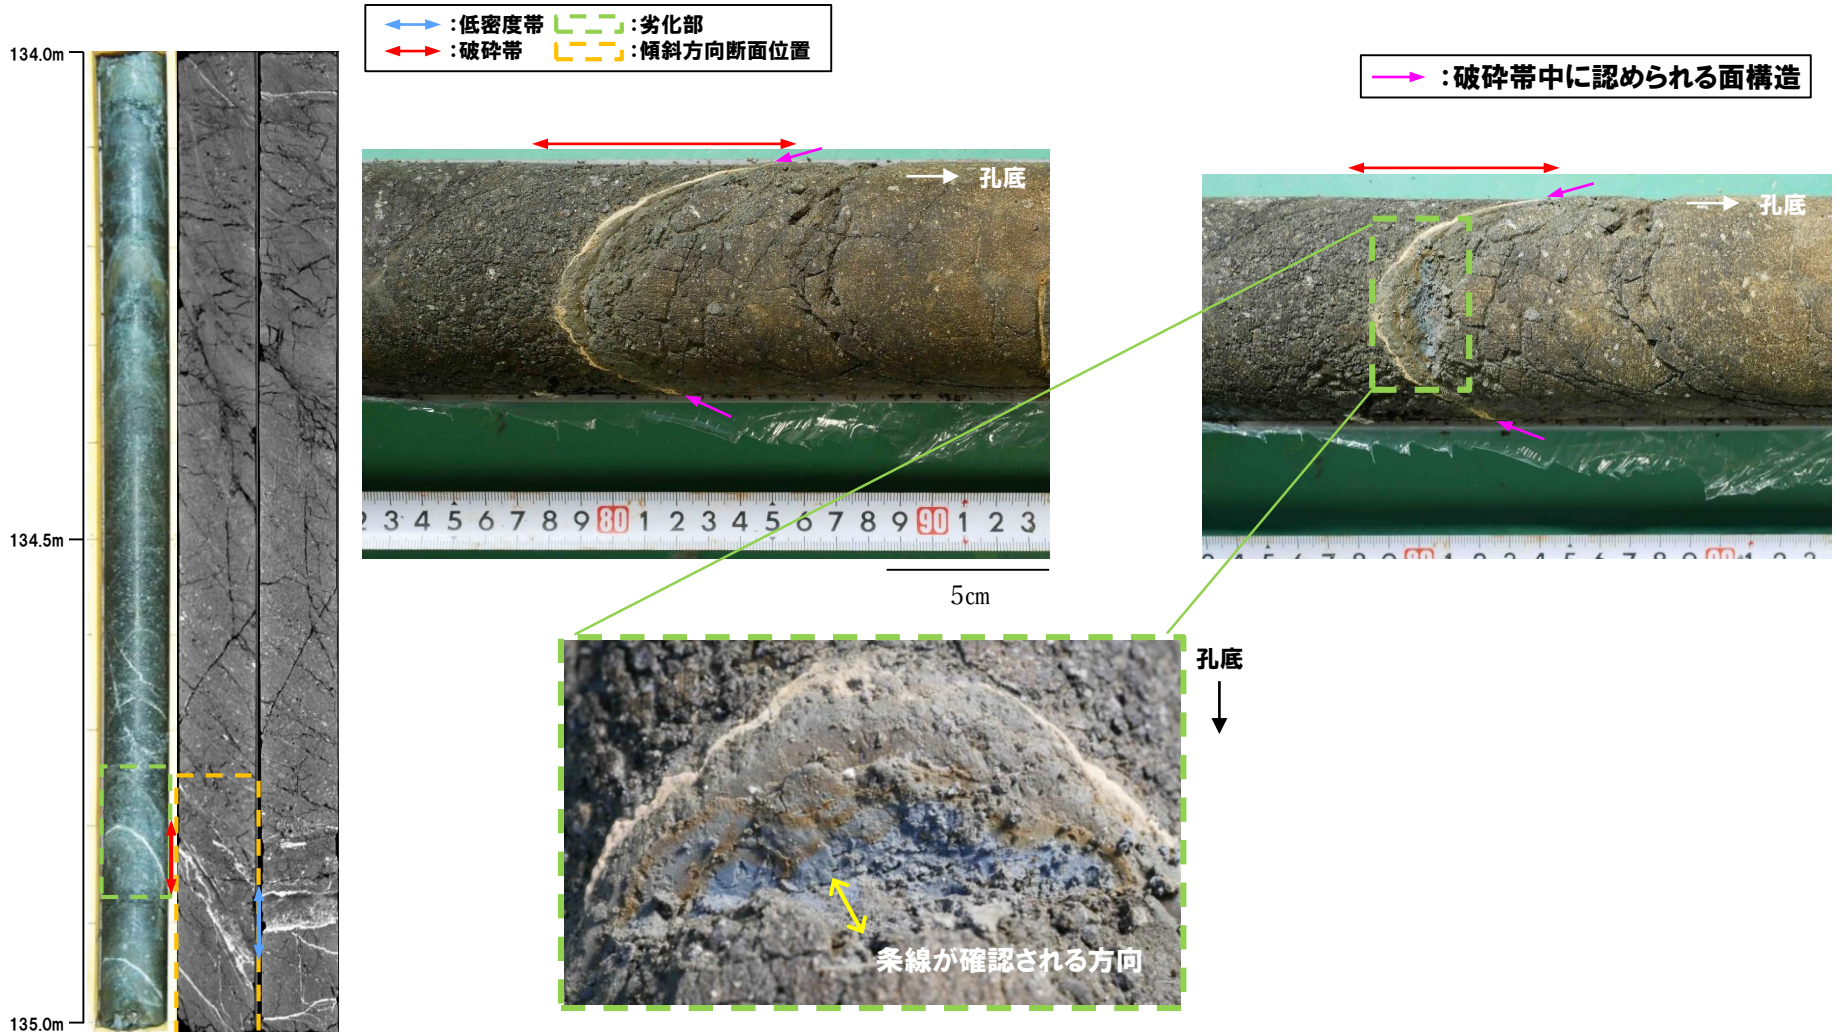 :低密度帯
:劣化部
:破砕帯
:傾斜方向断面位置
:破砕帯中に認められる面構造
134.0m
134.5m
135.0m
孔底
孔底
2 3 4 5 6 7 8 9 80 1 2 3 4 5 6 7 8 9 90 1 2 3
5cm
孔底
条線が確認される方向